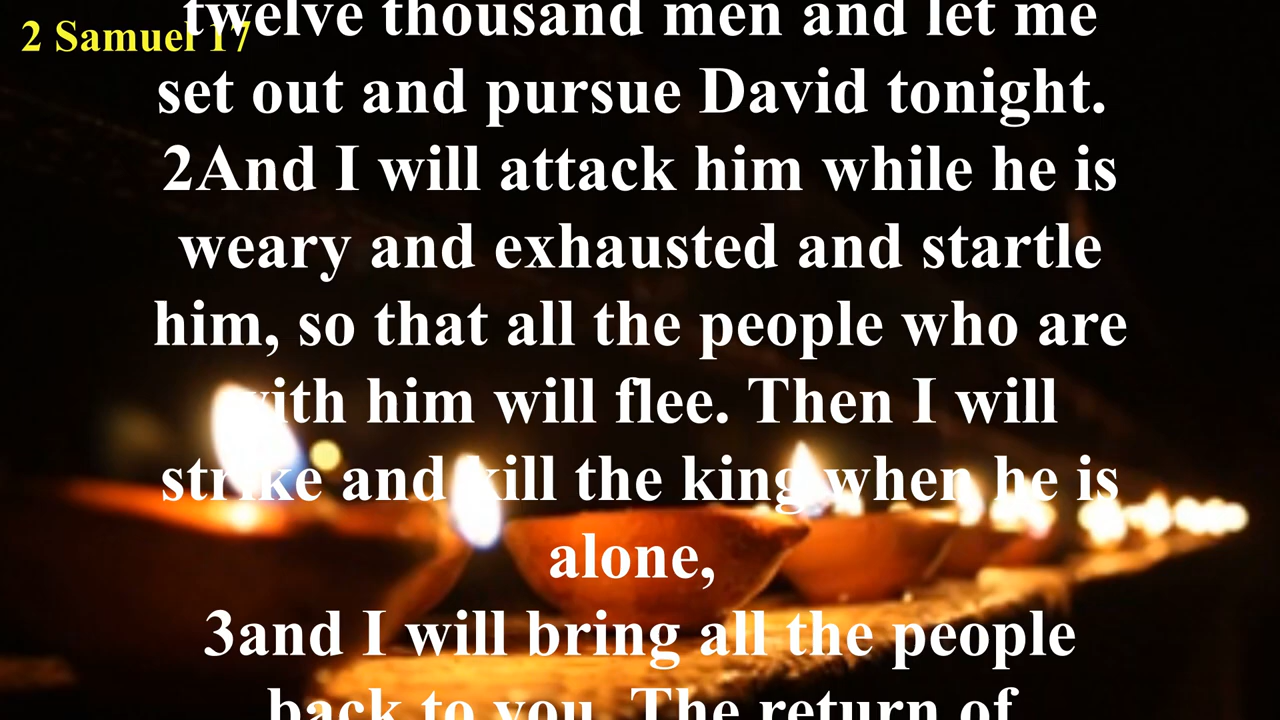 2 Samuel 17
twelve thousand men and let me
set out and pursue David tonight.
2And I will attack him while he is
weary and exhausted and startle
him, so that all the people who are
with him will flee. Then I will
strike and kill the king when he is
alone,
3and I will bring all the people
back to you. The return of